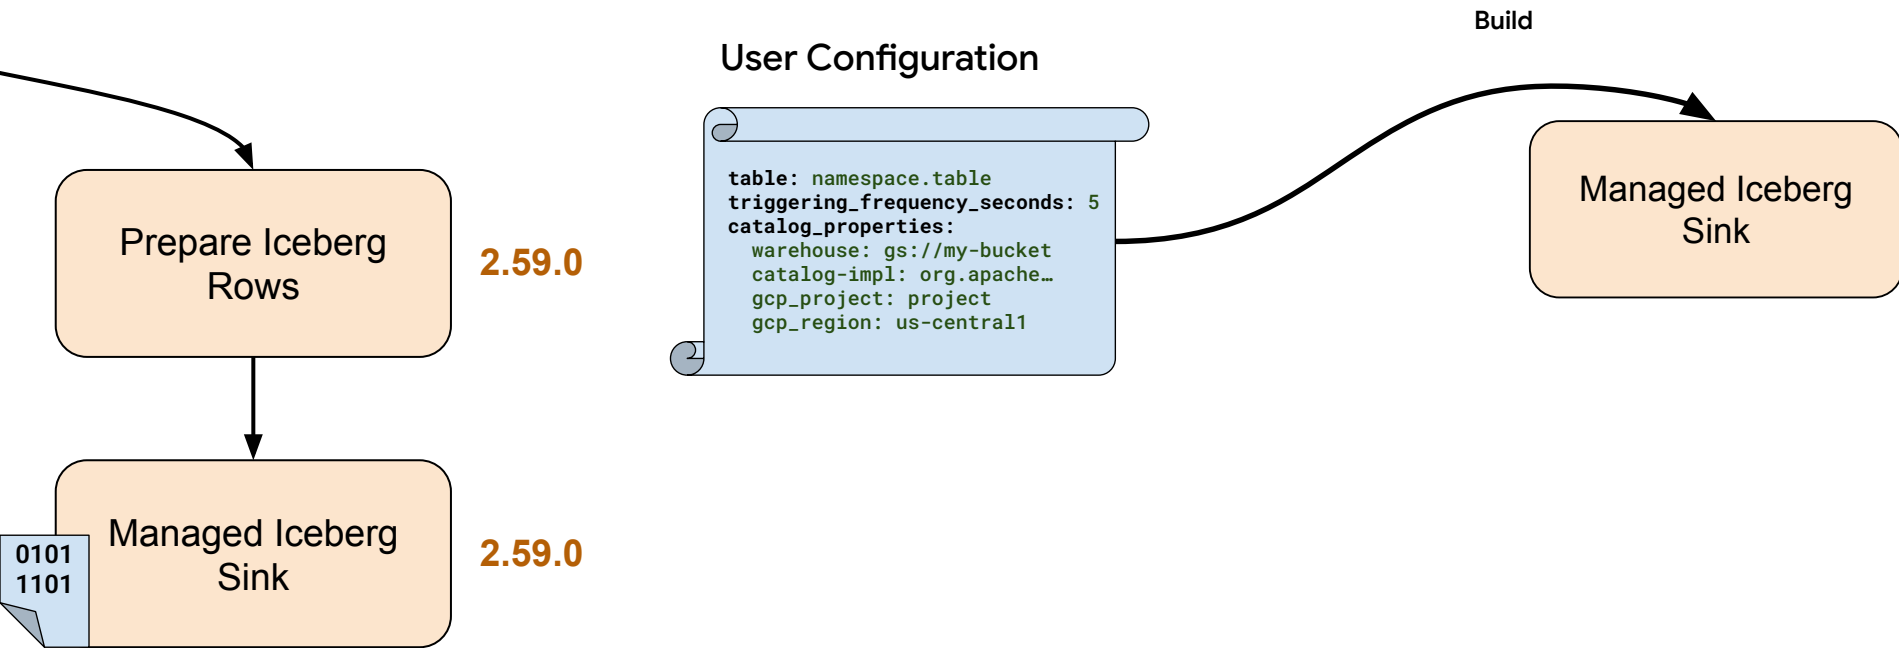 Prepare Iceberg
Rows
2.59.0
0101
1101
Managed Iceberg
Sink
2.59.0
User Configuration
table: namespace.table
triggering_frequency_seconds: 5
catalog_properties:
warehouse: gs://my-bucket
catalog-impl: org.apache…
gcp_project: project
gcp_region: us-central1
Build
Managed Iceberg
Sink